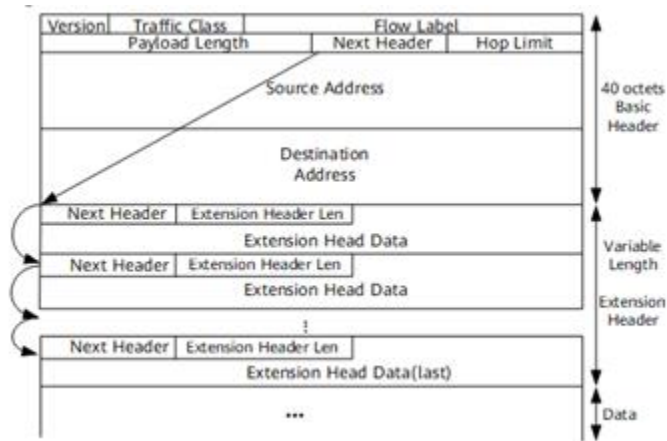 Version Traffic Class Flow Label
Payload Length Next Header Hop Limit
Source Address
40 octets
Basic
Header
Destination
Address
Next Header Extension Header Len
Extension Head Data
Next Header Extension Header Len
Extension Head Data
Variable
Length
Extension
Header
⋮
Next Header Extension Header Len
Extension Head Data(last)
...
Data